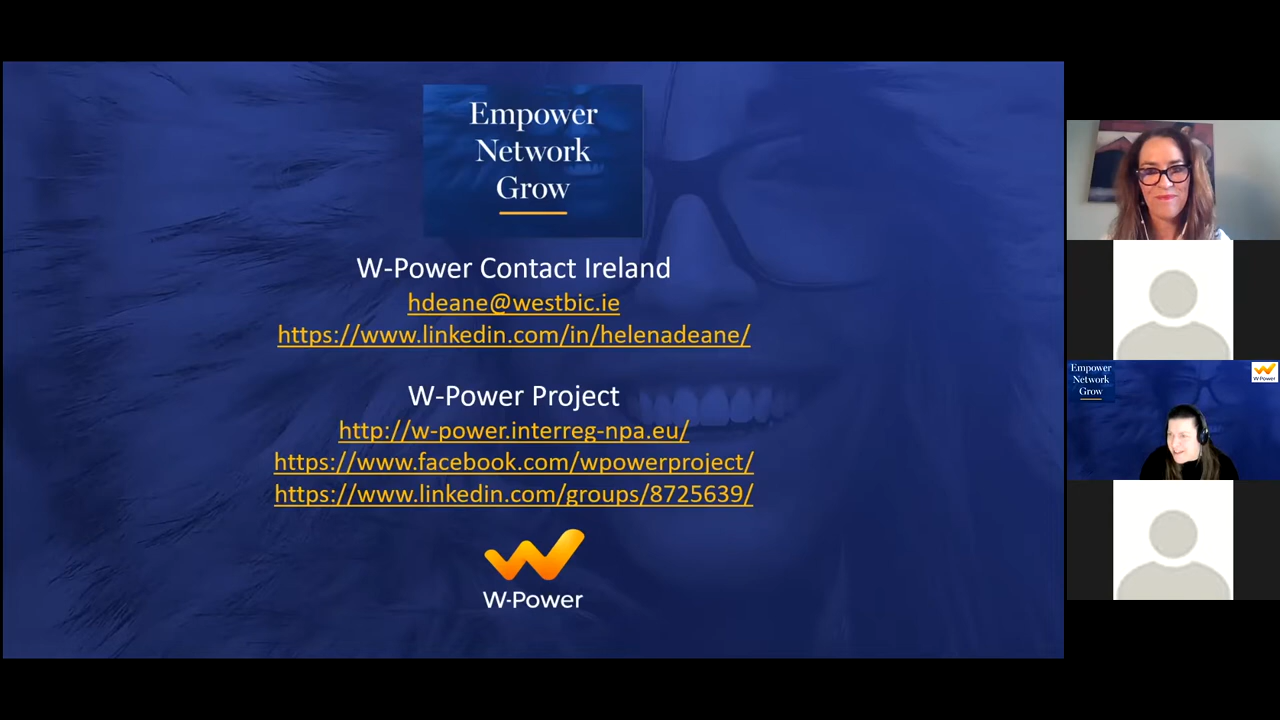 Empower
Network
Grow
W-Power Contact Ireland
hdeane@westbic.ie
https://www.linkedin.com/in/helenadeane/
W-Power Project
http://w-power.interreg-npa.eu/
https://www.facebook.com/wpowerproject/
https://www.linkedin.com/groups/8725639/
W-Power
Empower
Network
Grow
W-Power